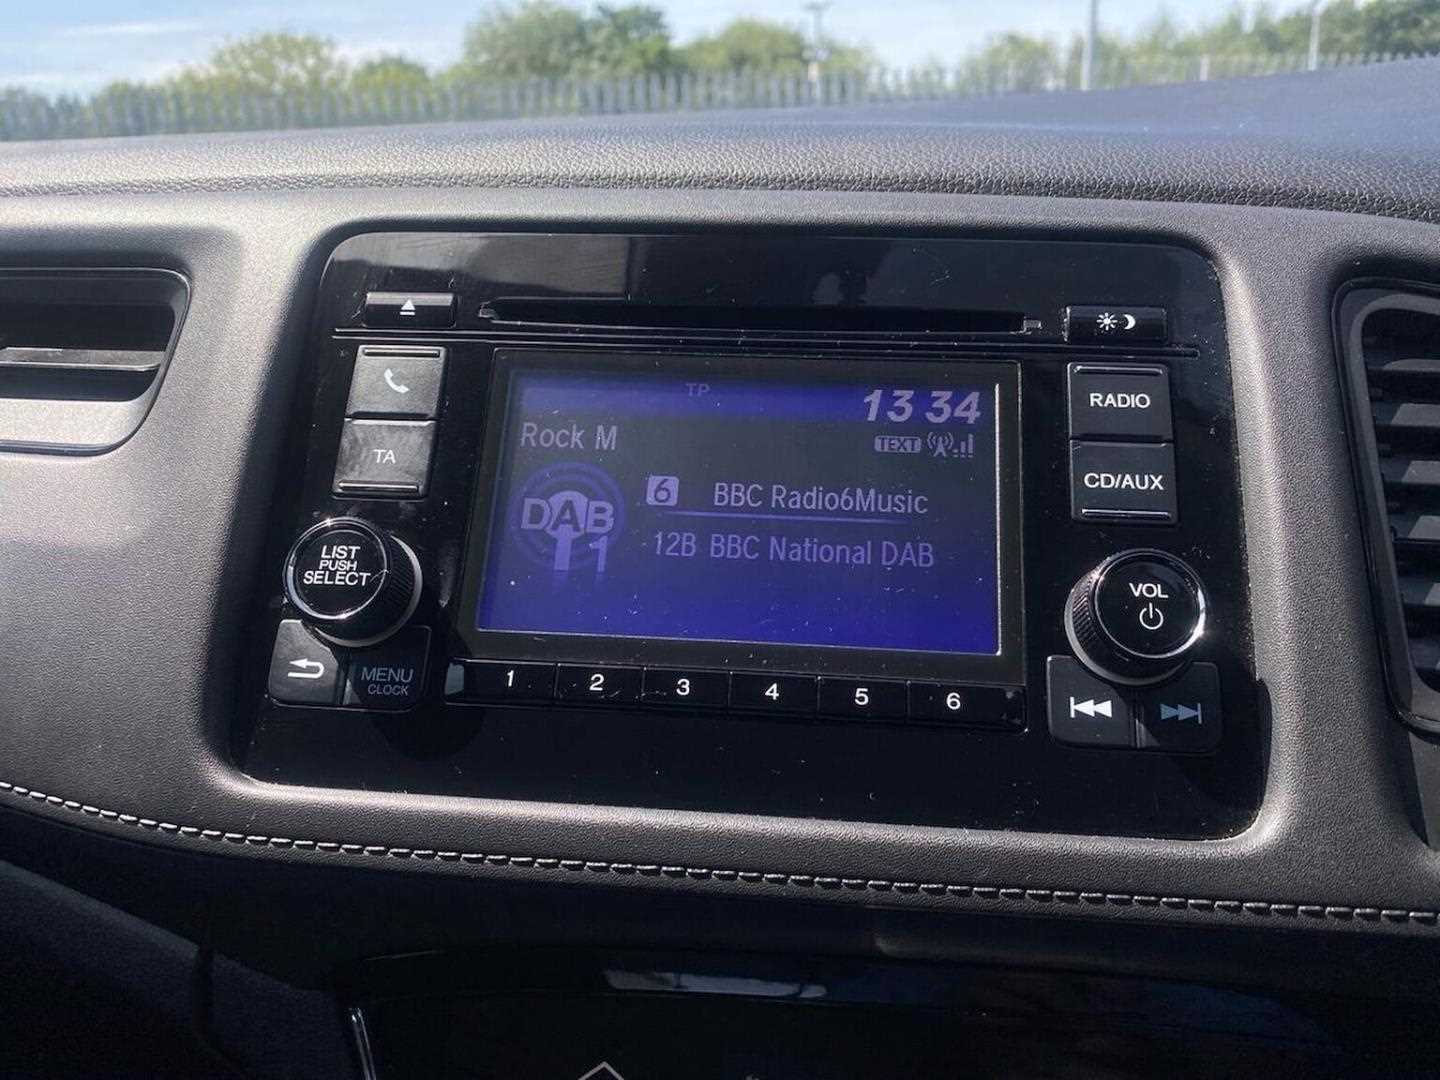 TP
13 34
Rock M
TEXT
DAB
1
6 BBC Radio6Music
12B BBC National DAB
TA
LIST
PUSH
SELECT
MENU
CLOCK
RADIO
CD/AUX
VOL
1 2 3 4 5 6